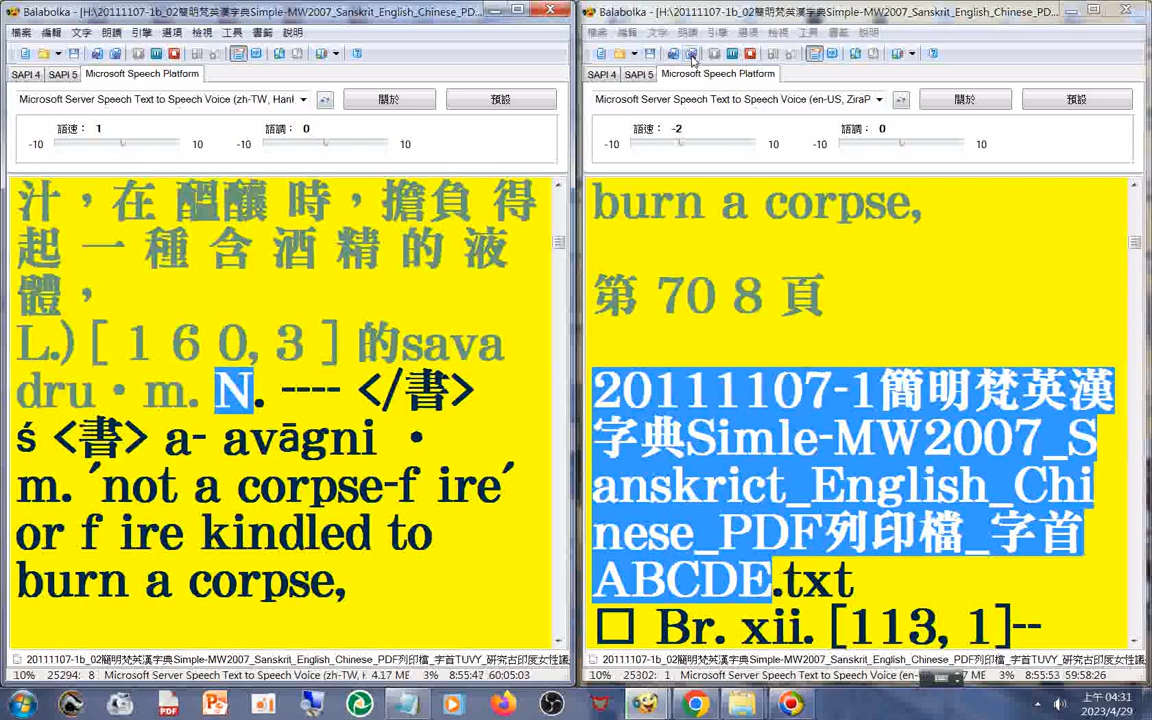 Balabolka - [H:\20111107-1b_02簡明梵英漢字典Simple-MW2007_Sanskrit_English_Chinese_PD...
檔案 編輯 文字 朗讀 引擎 選項 檢視 工具 書籤 說明
SAPI 4 SAPI 5 Microsoft Speech Platform
Microsoft Server Speech Text to Speech Voice (zh-TW, Hanl 關於 預設
語速： 1 語調： 0
-10 10 -10 10
汁，在 醞釀 時，擔負 得
起 一 種 含 酒 精 的 液
體，
L.) [ 1 6 0, 3 ] 的sava
dru • m. N. ---- </書>
ś <書> a- avāgni •
m. ´not a corpse-f ire´
or f ire kindled to
burn a corpse,
20111107-1b_02簡明梵英漢字典Simple-MW2007_Sanskrit_English_Chinese_PDF列印檔_字首TUVY_研究古印度女性議
10% 25294: 8 Microsoft Server Speech Text to Speech Voice (zh-TW, H 4.17 ME 3% 8:55:47 60:05:03
Balabolka - [H:\20111107-1b_02簡明梵英漢字典Simple-MW2007_Sanskrit_English_Chinese_PD...
檔案 編輯 文字 朗讀 引擎 選項 檢視 工具 書籤 說明
SAPI 4 SAPI 5 Microsoft Speech Platform
Microsoft Server Speech Text to Speech Voice (en-US, ZiraP 關於 預設
語速： -2 語調： 0
-10 10 -10 10
burn a corpse,
第 70 8 頁
20111107-1簡明梵英漢
字典Simle-MW2007_S
anskrict_English_Chi
nese_PDF列印檔_字首
ABCDE.txt
□ Br. xii. [113, 1]--
20111107-1b_02簡明梵英漢字典Simple-MW2007_Sanskrit_English_Chinese_PDF列印檔_字首TUVY_研究古印度女性議
10% 25302: 1 Microsoft Server Speech Text to Speech Voice (en-US, 4.17 ME 3% 8:55:53 59:58:26
上午 04:31
2023/4/29